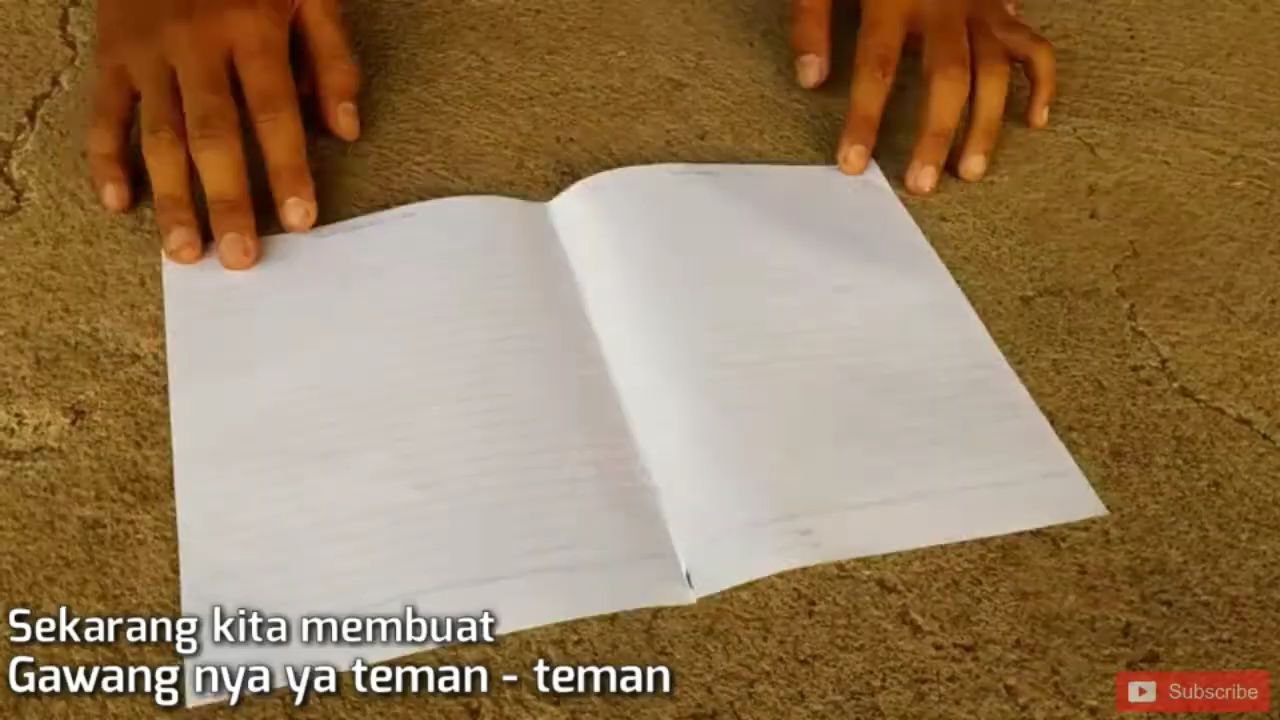 Sekarang kita membuat
Gawang nya ya teman - teman
Subscribe